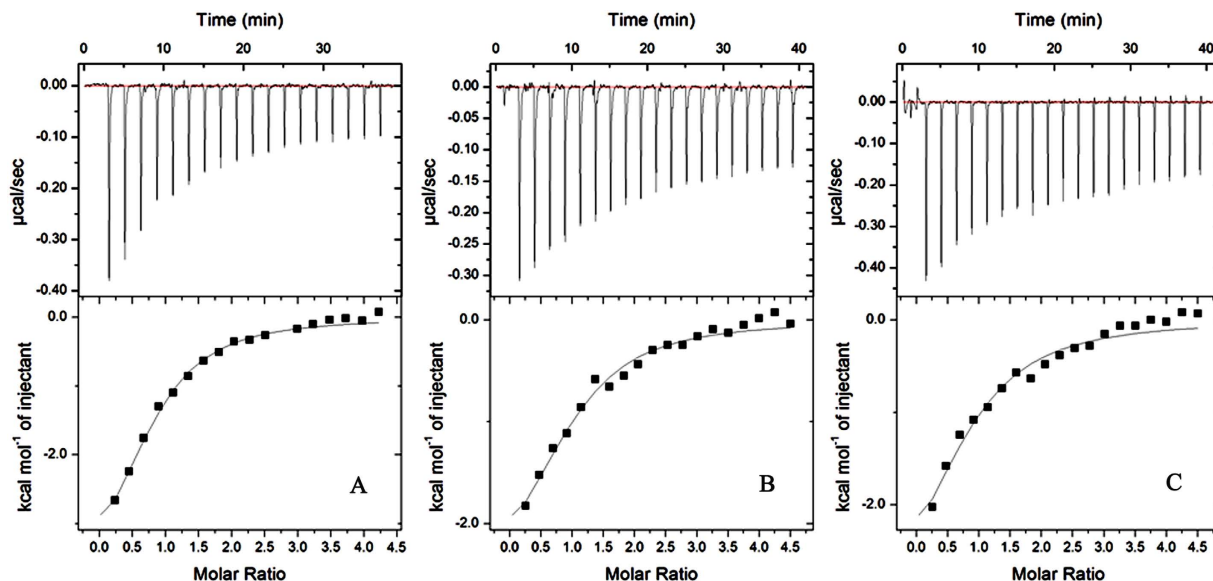 Time (min)
0 10 20 30
0.00
-0.10
-0.20
-0.30
-0.40
µcal/sec
0.0
-2.0
kcal mol⁻¹ of injectant
A
0.0 0.5 1.0 1.5 2.0 2.5 3.0 3.5 4.0 4.5
Molar Ratio
Time (min)
0 10 20 30 40
0.00
-0.05
-0.10
-0.15
-0.20
-0.25
-0.30
µcal/sec
0.0
-2.0
kcal mol⁻¹ of injectant
B
0.0 0.5 1.0 1.5 2.0 2.5 3.0 3.5 4.0 4.5
Molar Ratio
Time (min)
0 10 20 30 40
0.00
-0.10
-0.20
-0.30
-0.40
µcal/sec
0.0
-2.0
kcal mol⁻¹ of injectant
C
0.0 0.5 1.0 1.5 2.0 2.5 3.0 3.5 4.0 4.5
Molar Ratio